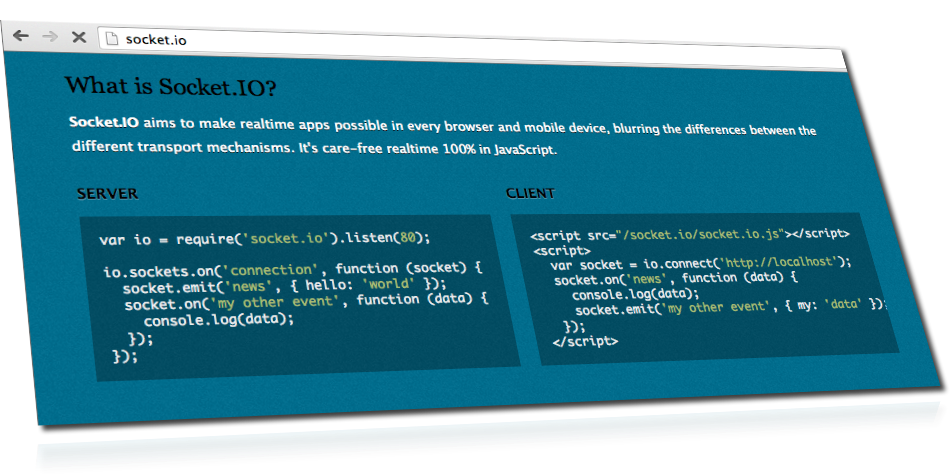 socket.io
What is Socket.IO?
Socket.IO aims to make realtime apps possible in every browser and mobile device, blurring the differences between the
different transport mechanisms. It's care-free realtime 100% in JavaScript.
SERVER
var io = require('socket.io').listen(80);
io.sockets.on('connection', function (socket) {
  socket.emit('news', { hello: 'world' });
  socket.on('my other event', function (data) {
    console.log(data);
  });
});
CLIENT
<script src="/socket.io/socket.io.js"></script>
<script>
  var socket = io.connect('http://localhost');
  socket.on('news', function (data) {
    console.log(data);
    socket.emit('my other event', { my: 'data' });
  });
</script>